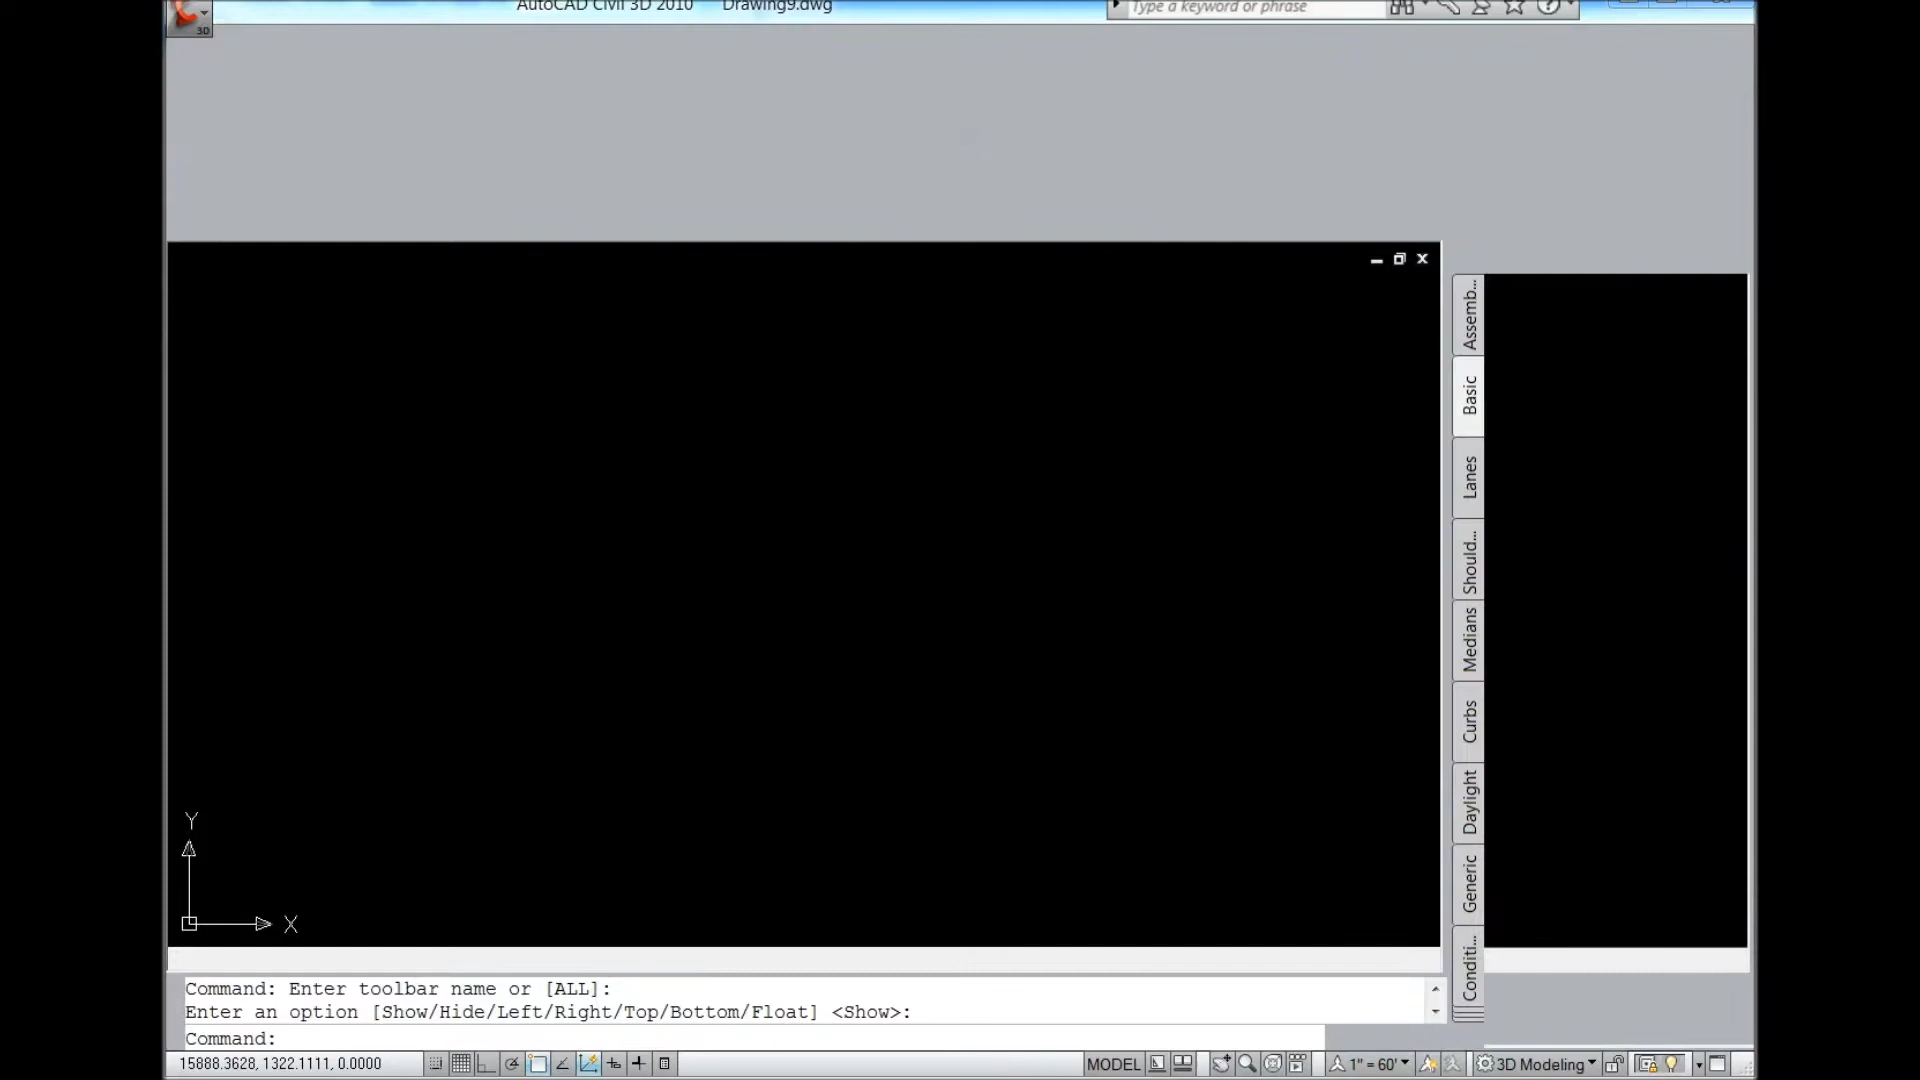 AutoCAD Civil 3D 2010 Drawing9.dwg
Type a keyword or phrase
3D
Assemb...
Basic
Lanes
Should...
Medians
Curbs
Daylight
Generic
Conditi...
Y
X
Command: Enter toolbar name or [ALL]:
Enter an option [Show/Hide/Left/Right/Top/Bottom/Float] <Show>:
Command:
15888.3628, 1322.1111, 0.0000
MODEL
1" = 60'
3D Modeling